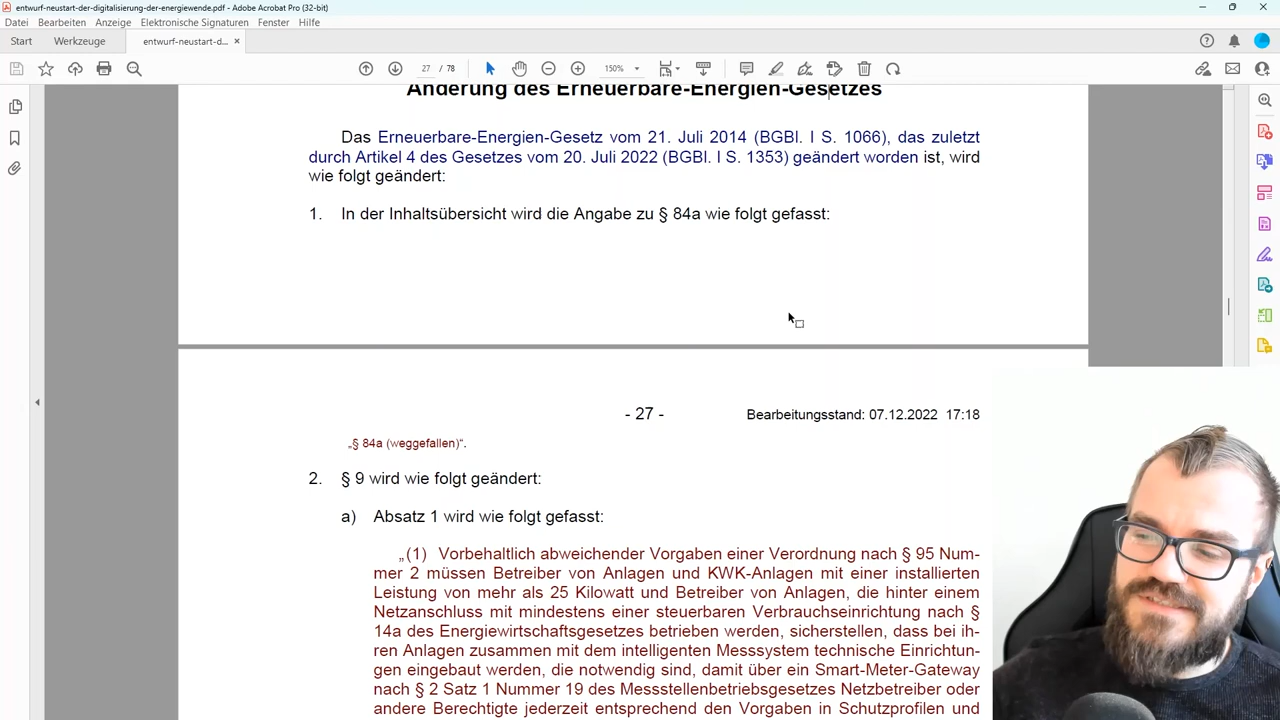 entwurf-neustart-der-digitalisierung-der-energiewende.pdf - Adobe Acrobat Pro (32-bit)
Datei Bearbeiten Anzeige Elektronische Signaturen Fenster Hilfe
Start Werkzeuge entwurf-neustart-d... ×
27 / 78 150%
Änderung des Erneuerbare-Energien-Gesetzes
Das Erneuerbare-Energien-Gesetz vom 21. Juli 2014 (BGBl. I S. 1066), das zuletzt
durch Artikel 4 des Gesetzes vom 20. Juli 2022 (BGBl. I S. 1353) geändert worden ist, wird
wie folgt geändert:
1. In der Inhaltsübersicht wird die Angabe zu § 84a wie folgt gefasst:
- 27 - Bearbeitungsstand: 07.12.2022 17:18
„§ 84a (weggefallen)“.
2. § 9 wird wie folgt geändert:
a) Absatz 1 wird wie folgt gefasst:
„(1) Vorbehaltlich abweichender Vorgaben einer Verordnung nach § 95 Num-
mer 2 müssen Betreiber von Anlagen und KWK-Anlagen mit einer installierten
Leistung von mehr als 25 Kilowatt und Betreiber von Anlagen, die hinter einem
Netzanschluss mit mindestens einer steuerbaren Verbrauchseinrichtung nach §
14a des Energiewirtschaftsgesetzes betrieben werden, sicherstellen, dass bei ih-
ren Anlagen zusammen mit dem intelligenten Messsystem technische Einrichtun-
gen eingebaut werden, die notwendig sind, damit über ein Smart-Meter-Gateway
nach § 2 Satz 1 Nummer 19 des Messstellenbetriebsgesetzes Netzbetreiber oder
andere Berechtigte jederzeit entsprechend den Vorgaben in Schutzprofilen und